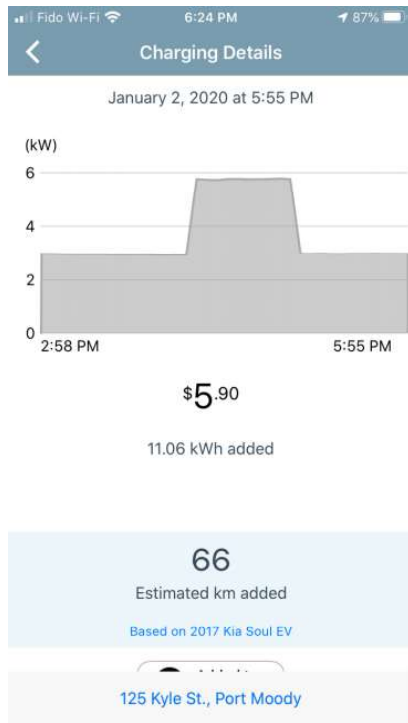 Fido Wi-Fi 6:24 PM 87%
Charging Details
January 2, 2020 at 5:55 PM
(kW)
6
4
2
0
2:58 PM 5:55 PM
$5.90
11.06 kWh added
66
Estimated km added
Based on 2017 Kia Soul EV
125 Kyle St., Port Moody